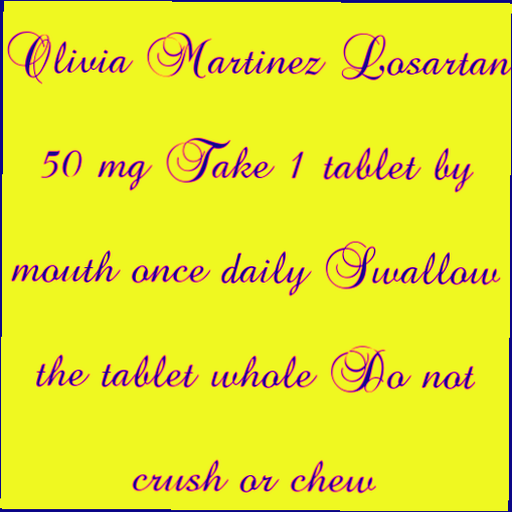 Olivia Martinez Losartan
50 mg Take 1 tablet by
mouth once daily Swallow
the tablet whole Do not
crush or chew